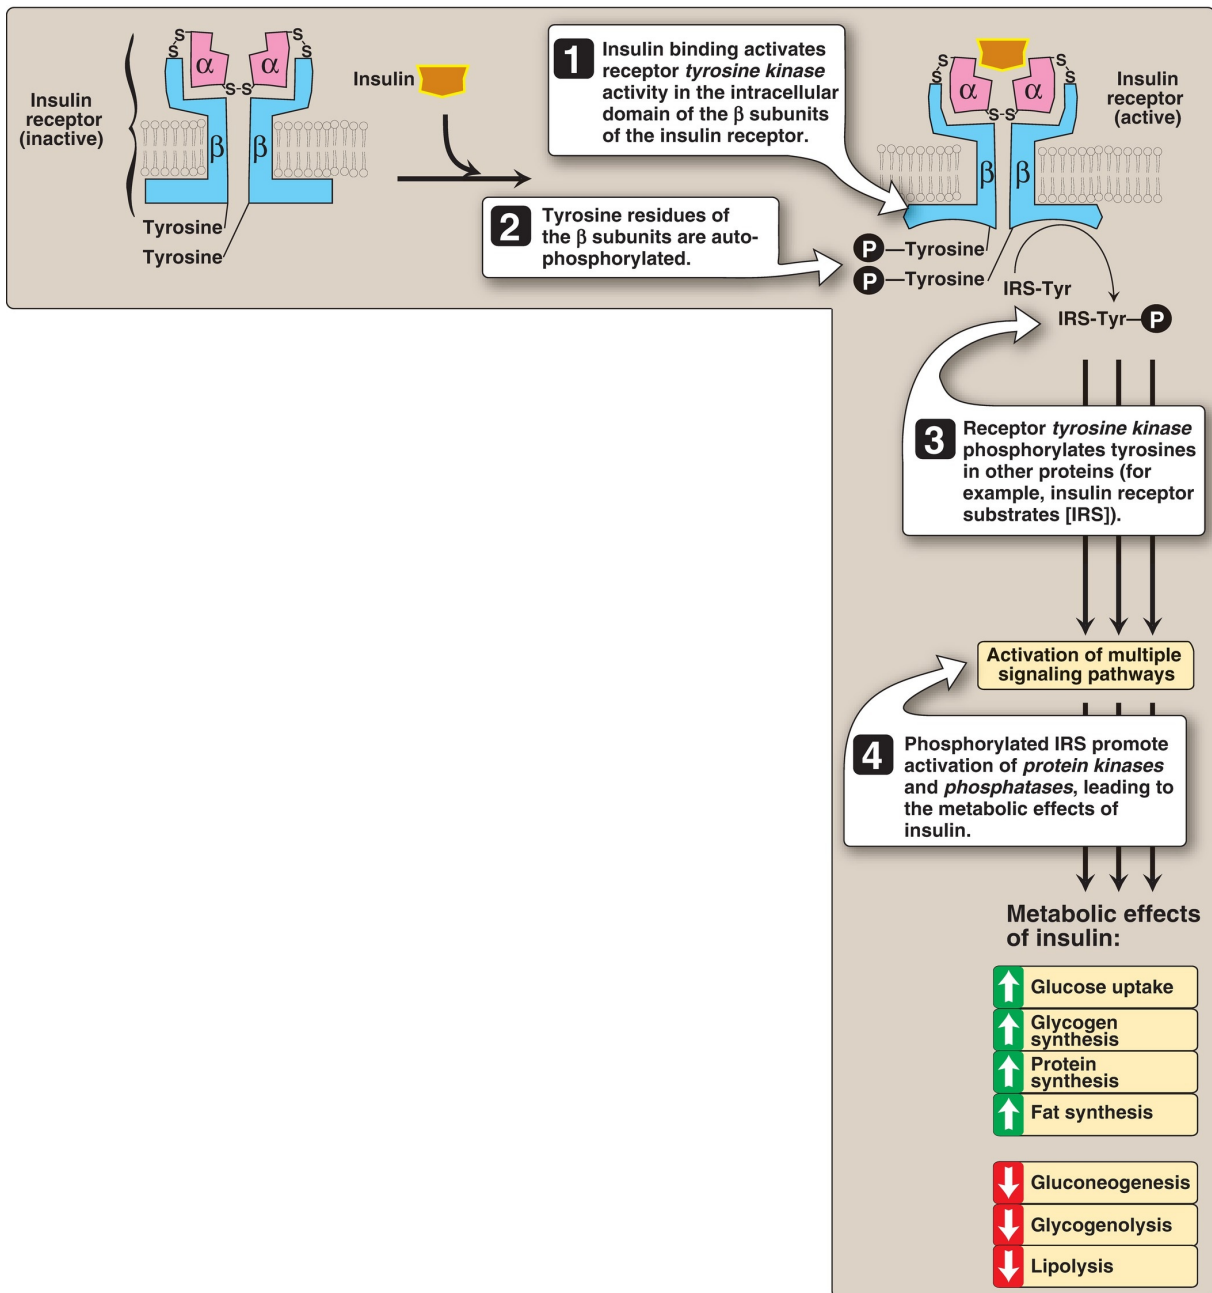 S
S
α
α
S
S
S-S
Insulin
receptor
(inactive)
β
β
Tyrosine
Tyrosine
Insulin
1
Insulin binding activates
receptor tyrosine kinase
activity in the intracellular
domain of the β subunits
of the insulin receptor.
2
Tyrosine residues of
the β subunits are auto-
phosphorylated.
S
S
α
α
S
S
S-S
Insulin
receptor
(active)
β
β
P—Tyrosine
P—Tyrosine
IRS-Tyr
IRS-Tyr—P
3
Receptor tyrosine kinase
phosphorylates tyrosines
in other proteins (for
example, insulin receptor
substrates [IRS]).
Activation of multiple
signaling pathways
4
Phosphorylated IRS promote
activation of protein kinases
and phosphatases, leading to
the metabolic effects of
insulin.
Metabolic effects
of insulin:
Glucose uptake
Glycogen
synthesis
Protein
synthesis
Fat synthesis
Gluconeogenesis
Glycogenolysis
Lipolysis